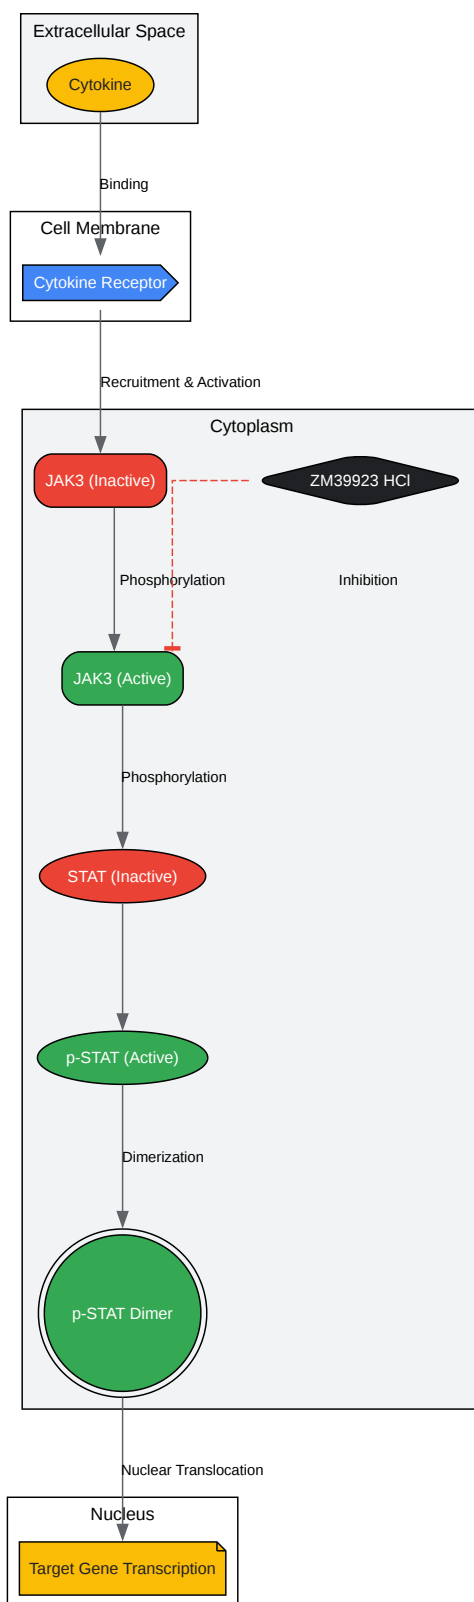 Extracellular Space
Cytokine
Binding
Cell Membrane
Cytokine Receptor
Recruitment & Activation
Cytoplasm
JAK3 (Inactive)
ZM39923 HCl
Phosphorylation
Inhibition
JAK3 (Active)
Phosphorylation
STAT (Inactive)
p-STAT (Active)
Dimerization
p-STAT Dimer
Nuclear Translocation
Nucleus
Target Gene Transcription